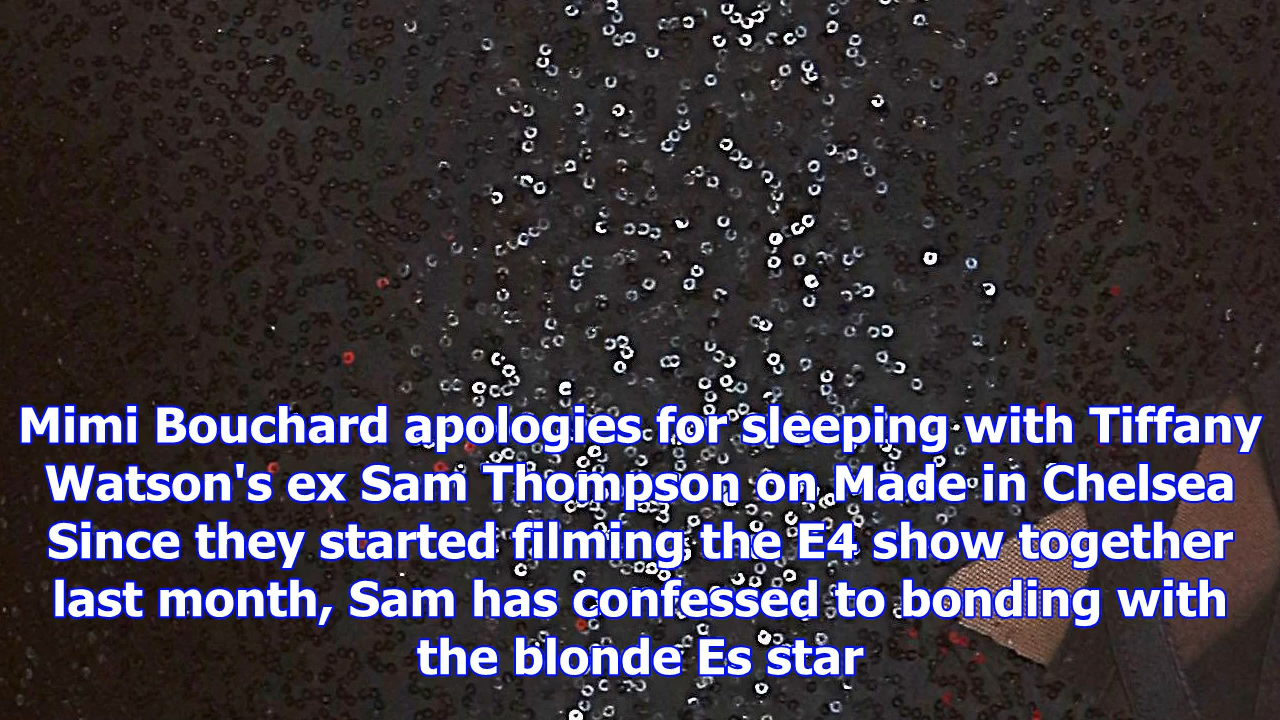 Mimi Bouchard apologies for sleeping with Tiffany
Watson's ex Sam Thompson on Made in Chelsea
Since they started filming the E4 show together
last month, Sam has confessed to bonding with
the blonde Es star